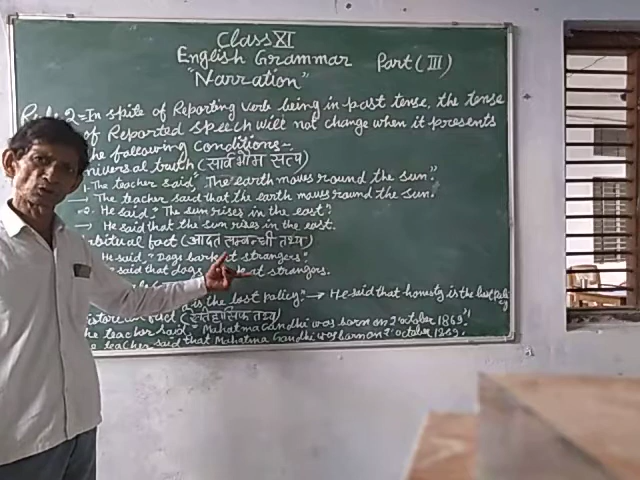 Class XI
English Grammar Part (III)
"Narration"
Rule 2 = In spite of Reporting verb being in past tense, the tense
of Reported speech will not change when it presents
the following conditions~
niversal truth (सार्वभौम सत्य)
1. The teacher said," The earth moves round the sun."
→ The teacher said that the earth moves round the sun.
2. He said," The sun rises in the east."
→ He said that the sun rises in the east.
abitual fact (आदत सम्बन्धी तथ्य)
He said, "Dogs bark at strangers".
said that dogs at strangers.
is the best policy." → He said that honesty is the best policy
istorical fact (ऐतिहासिक तथ्य)
he teacher said," Mahatma Gandhi was born on 2 october 1869"
he teacher said that Mahatma Gandhi was born on 2 october 1869.